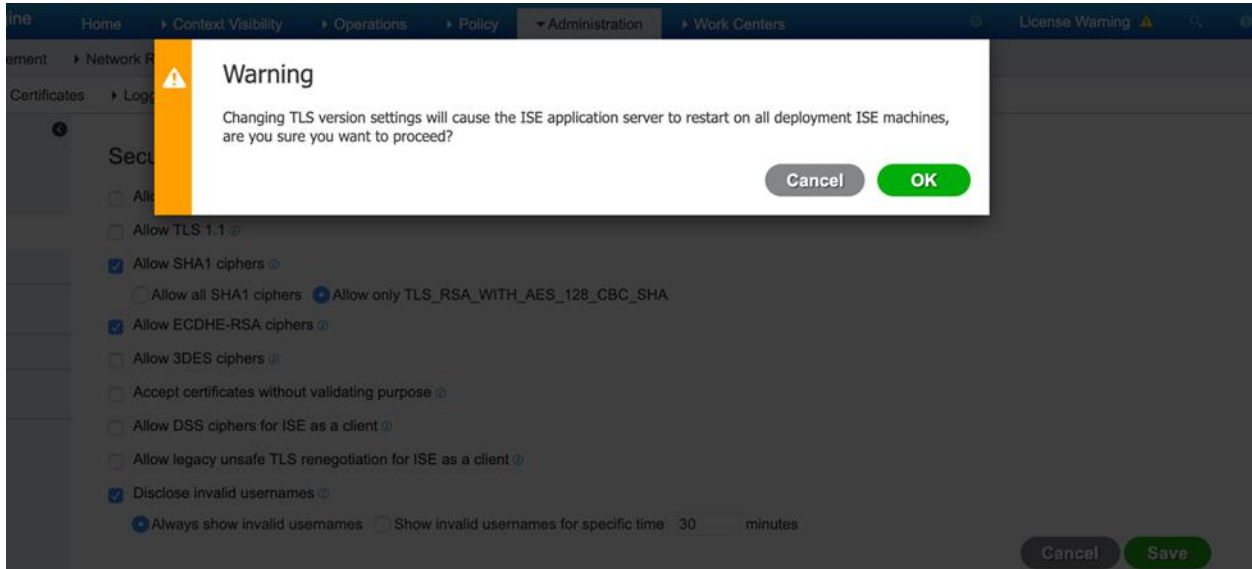 ine Home Context Visibility Operations Policy Administration Work Centers License Warning
ement Network R
Certificates Logg
Warning
Changing TLS version settings will cause the ISE application server to restart on all deployment ISE machines,
are you sure you want to proceed?
Cancel OK
Secu
Allo
Allow TLS 1.1
Allow SHA1 ciphers
Allow all SHA1 ciphers Allow only TLS_RSA_WITH_AES_128_CBC_SHA
Allow ECDHE-RSA ciphers
Allow 3DES ciphers
Accept certificates without validating purpose
Allow DSS ciphers for ISE as a client
Allow legacy unsafe TLS renegotiation for ISE as a client
Disclose invalid usernames
Always show invalid usernames Show invalid usernames for specific time 30 minutes
Cancel Save